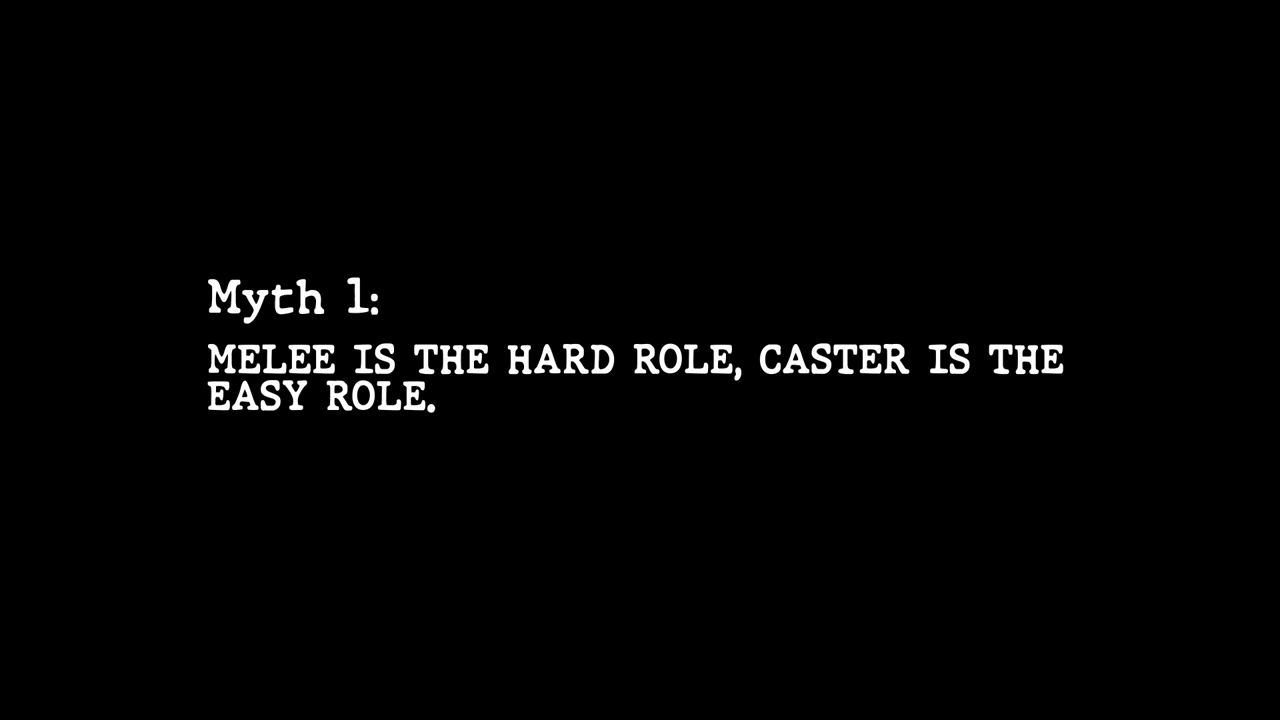 Myth 1:
MELEE IS THE HARD ROLE, CASTER IS THE
EASY ROLE.